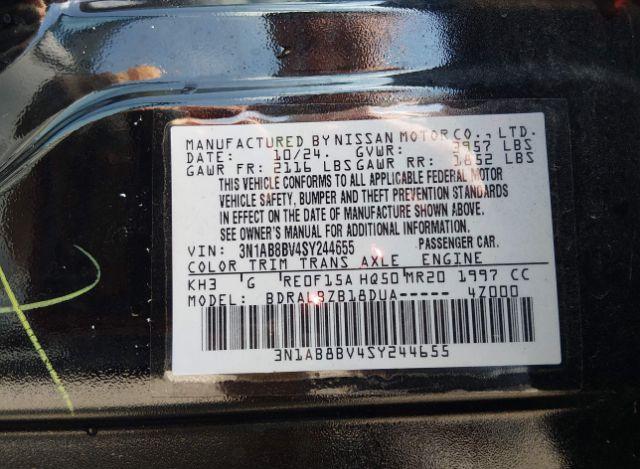 MANUFACTURED BY NISSAN MOTOR CO., LTD.
DATE: 10/24. GVWR: 3957 LBS
GAWR FR: 2116 LBS GAWR RR: 1852 LBS
THIS VEHICLE CONFORMS TO ALL APPLICABLE FEDERAL MOTOR
VEHICLE SAFETY, BUMPER AND THEFT PREVENTION STANDARDS
IN EFFECT ON THE DATE OF MANUFACTURE SHOWN ABOVE.
SEE OWNER'S MANUAL FOR ADDITIONAL INFORMATION.
VIN: 3N1AB8BV4SY244655 PASSENGER CAR.
COLOR TRIM TRANS AXLE ENGINE
KH3 G RE0F15A HQ50 MR20 1997 CC
MODEL: BDRALBZB18DUA----- 4Z000
3N1AB8BV4SY244655